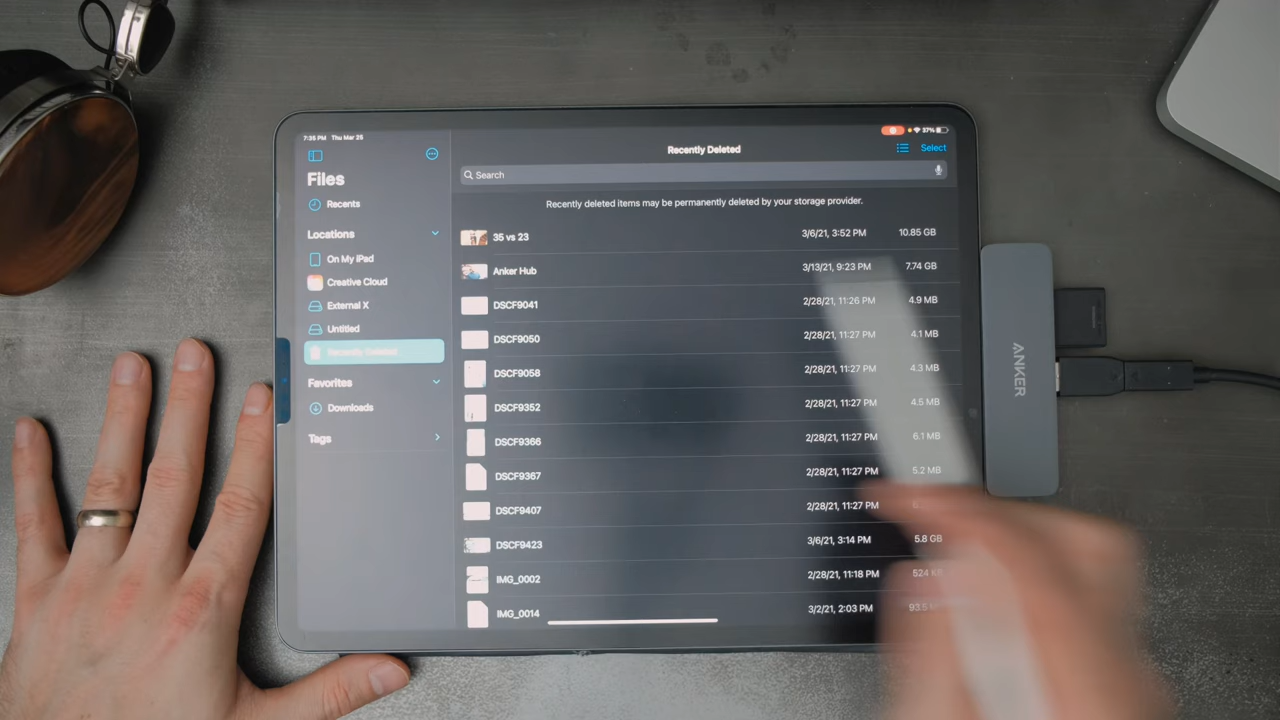 7:35 PM Thu Mar 25
37%
Files
Recents
Locations
On My iPad
Creative Cloud
External X
Untitled
Recently Deleted
Favorites
Downloads
Tags
Recently Deleted
Select
Search
Recently deleted items may be permanently deleted by your storage provider.
35 vs 23 3/6/21, 3:52 PM 10.85 GB
Anker Hub 3/13/21, 9:23 PM 7.74 GB
DSCF9041 2/28/21, 11:26 PM 4.9 MB
DSCF9050 2/28/21, 11:27 PM 4.1 MB
DSCF9058 2/28/21, 11:27 PM 4.3 MB
DSCF9352 2/28/21, 11:27 PM 4.5 MB
DSCF9366 2/28/21, 11:27 PM 6.1 MB
DSCF9367 2/28/21, 11:27 PM 5.2 MB
DSCF9407 2/28/21, 11:27 PM
DSCF9423 3/6/21, 3:14 PM 5.8 GB
IMG_0002 2/28/21, 11:18 PM 524
IMG_0014 3/2/21, 2:03 PM 93.5
ANKER